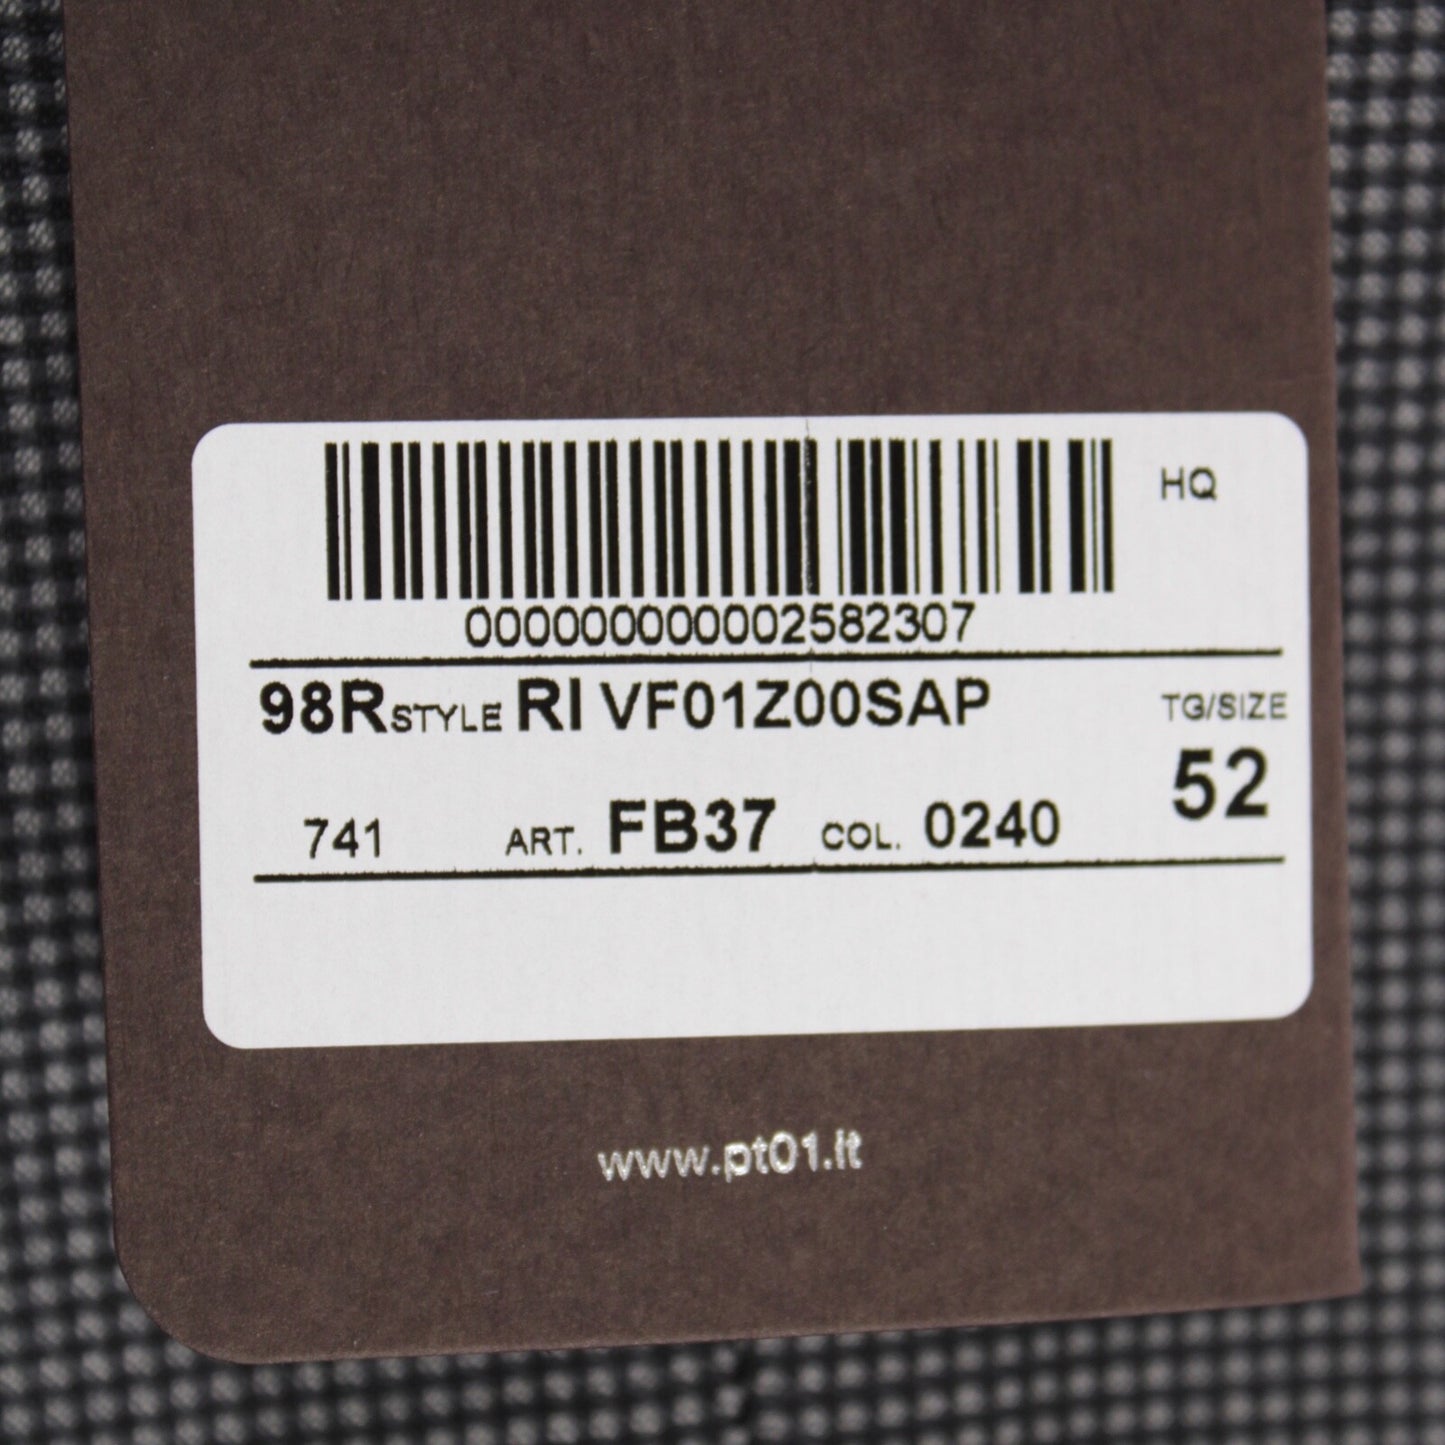 HQ
000000000002582307
98R STYLE RI VF01Z00SAP
TG/SIZE
52
741 ART. FB37 COL. 0240
www.pt01.it